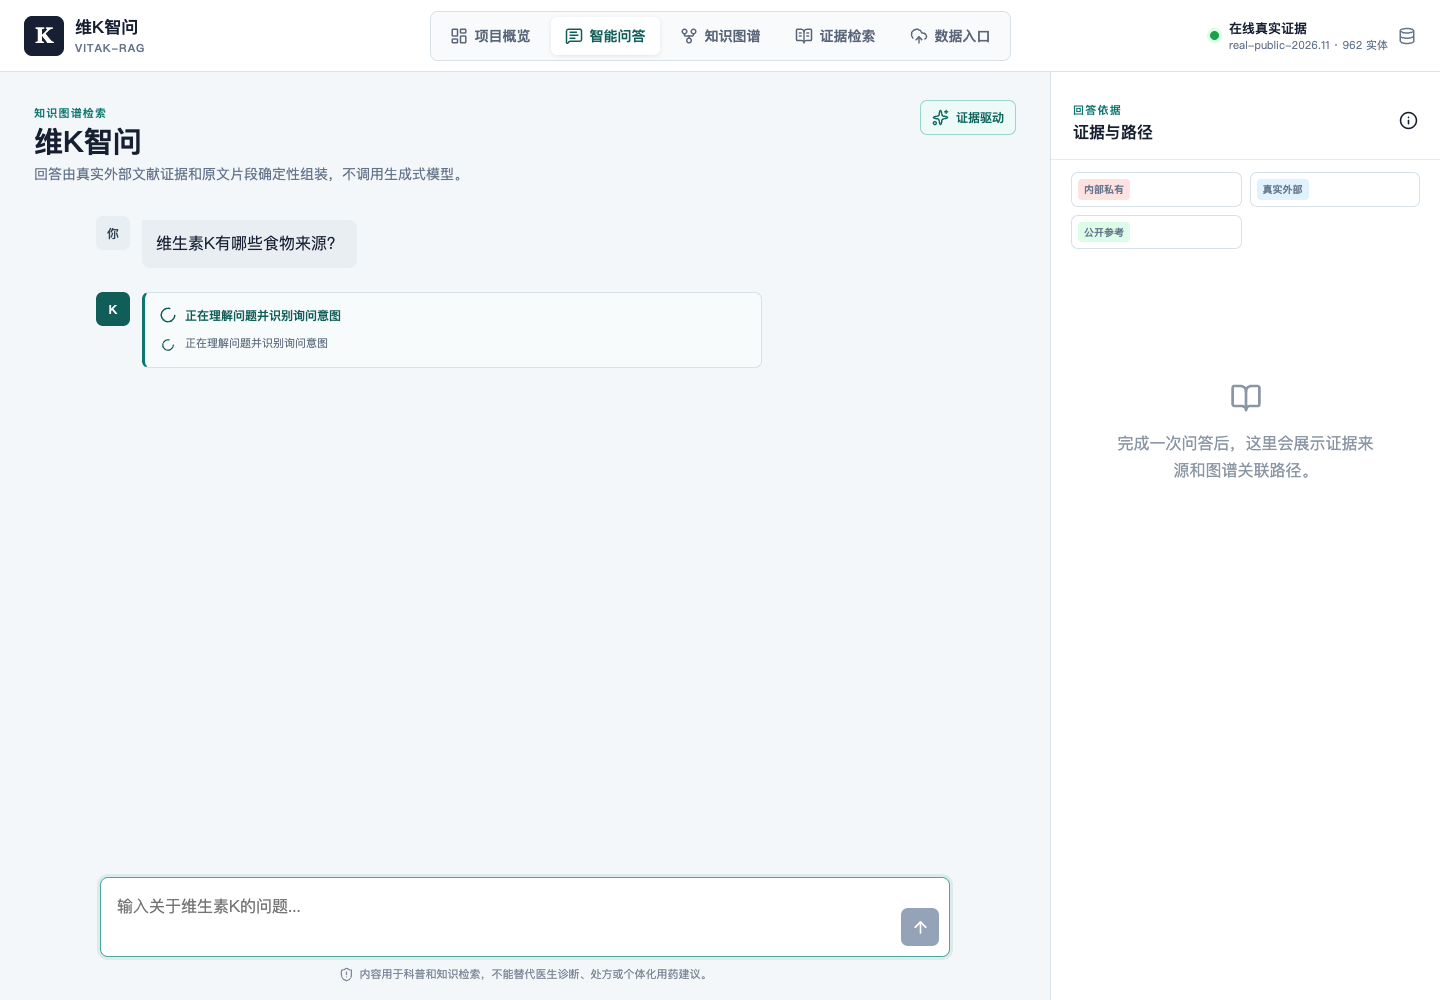 K
维K智问
VITAK-RAG
项目概览
智能问答
知识图谱
证据检索
数据入口
在线真实证据
real-public-2026.11 · 962 实体
知识图谱检索
维K智问
回答由真实外部文献证据和原文片段确定性组装，不调用生成式模型。
证据驱动
你
维生素K有哪些食物来源？
K
正在理解问题并识别询问意图
正在理解问题并识别询问意图
输入关于维生素K的问题...
内容用于科普和知识检索，不能替代医生诊断、处方或个体化用药建议。
回答依据
证据与路径
内部私有
真实外部
公开参考
完成一次问答后，这里会展示证据来
源和图谱关联路径。